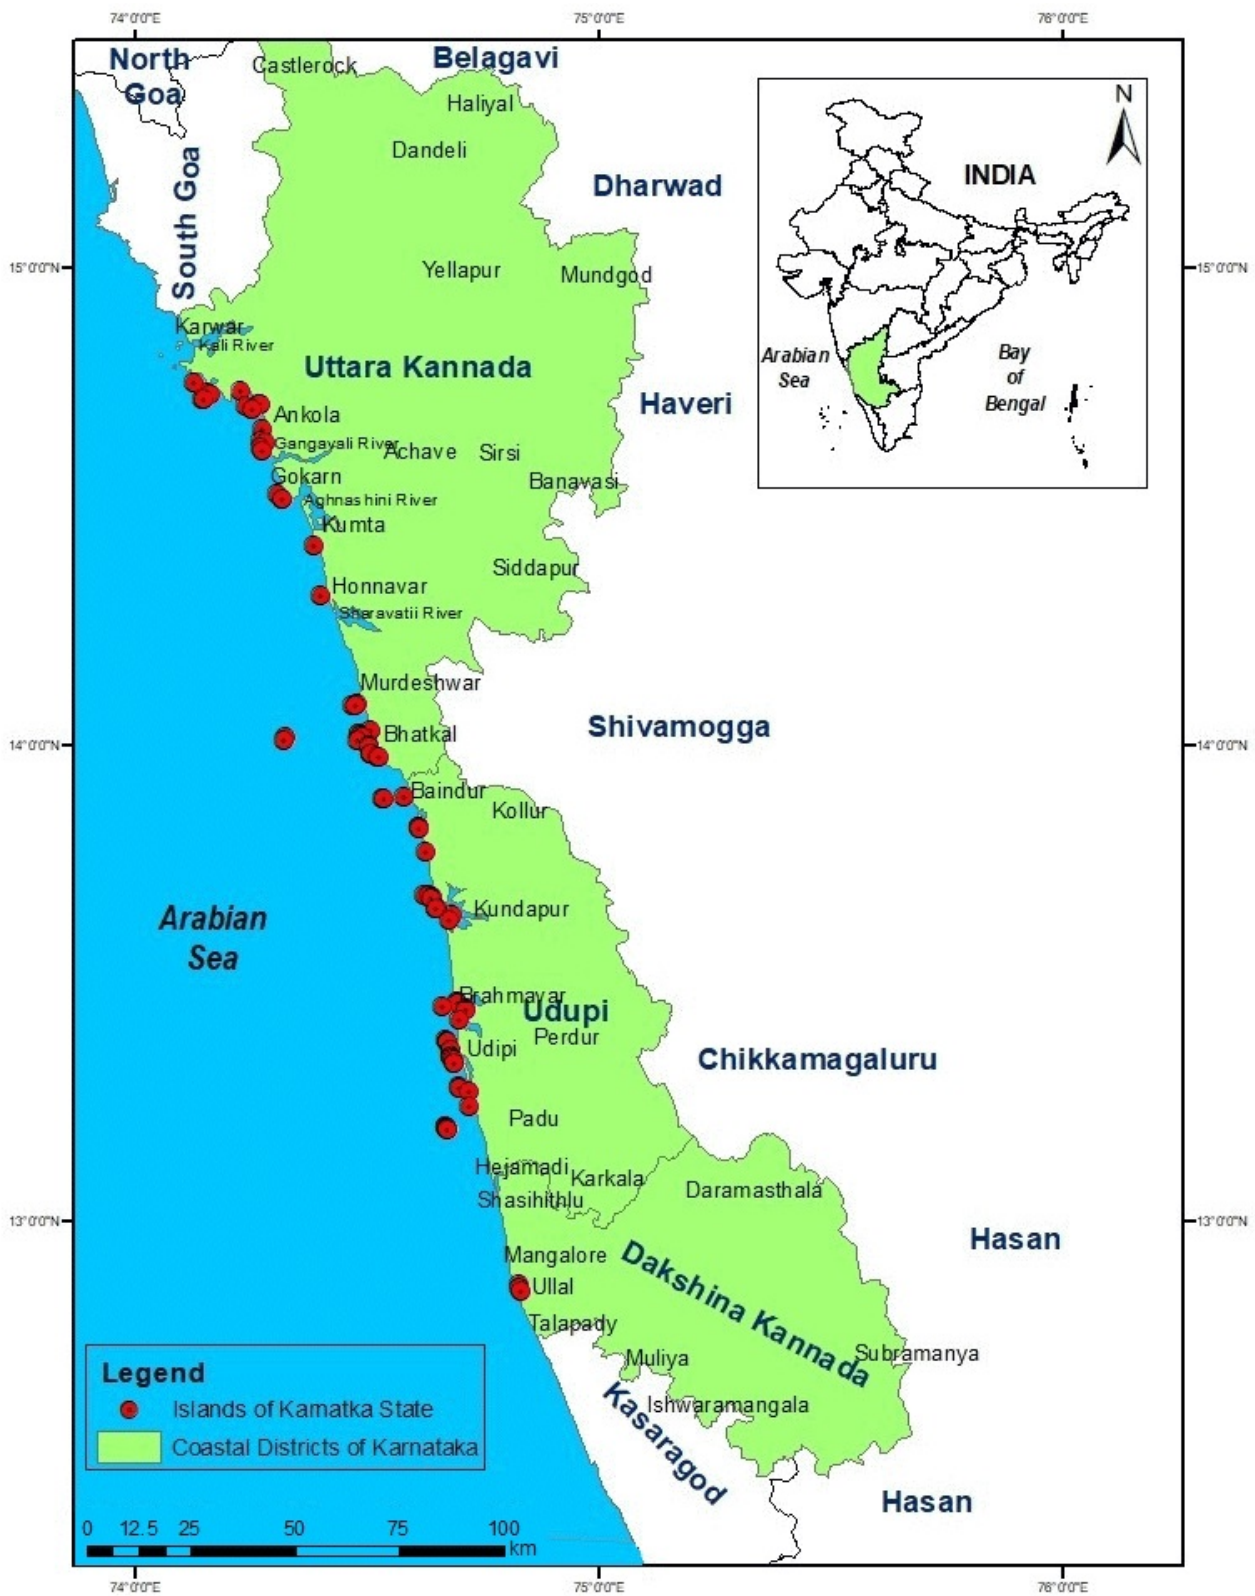 74°0'0"E
75°0'0"E
76°0'0"E
North
Goa
Castlerock
Belagavi
Haliyal
Dandeli
Dharwad
South Goa
N
INDIA
15°0'0"N
15°0'0"N
Yellapur
Mundgod
Karwar
Kali River
Uttara Kannada
Arabian
Sea
Bay
of
Bengal
Haveri
Ankola
Gangavali River
Achave
Sirsi
Gokarn
Banavasi
Aghnashini River
Kumta
Siddapur
Honnavar
Sharavatii River
Murdeshwar
Shivamogga
Bhatkal
14°0'0"N
14°0'0"N
Baindur
Kollur
Arabian
Sea
Kundapur
Brahmavar
Udupi
Perdur
Udipi
Chikkamagaluru
Padu
Hejamadi
Karkala
Shasihithlu
Daramasthala
13°0'0"N
13°0'0"N
Hasan
Mangalore
Dakshina Kannada
Ullal
Talapady
Muliya
Subramanya
Ishwaramangala
Kasaragod
Hasan
Legend
Islands of Karnatka State
Coastal Districts of Karnataka
0 12.5 25 50 75 100
km
74°0'0"E
75°0'0"E
76°0'0"E